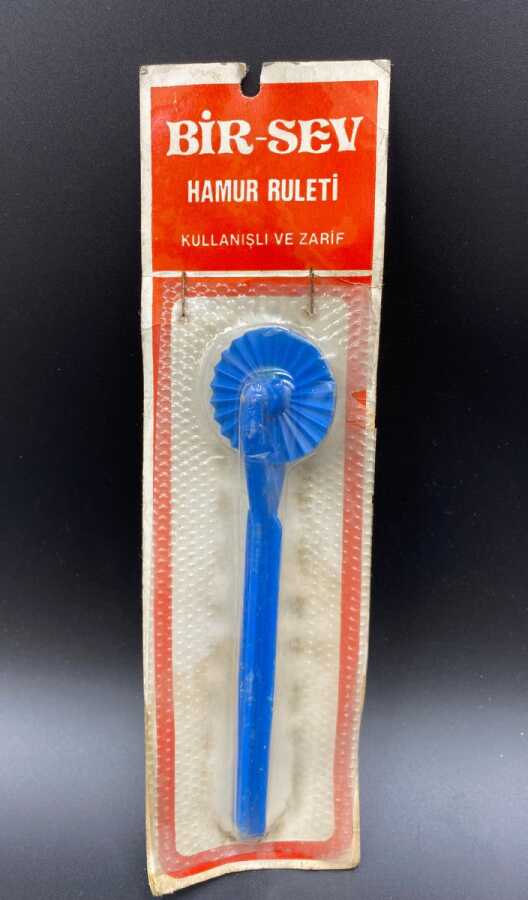 BİR-SEV
HAMUR RULETİ
KULLANIŞLI VE ZARİF